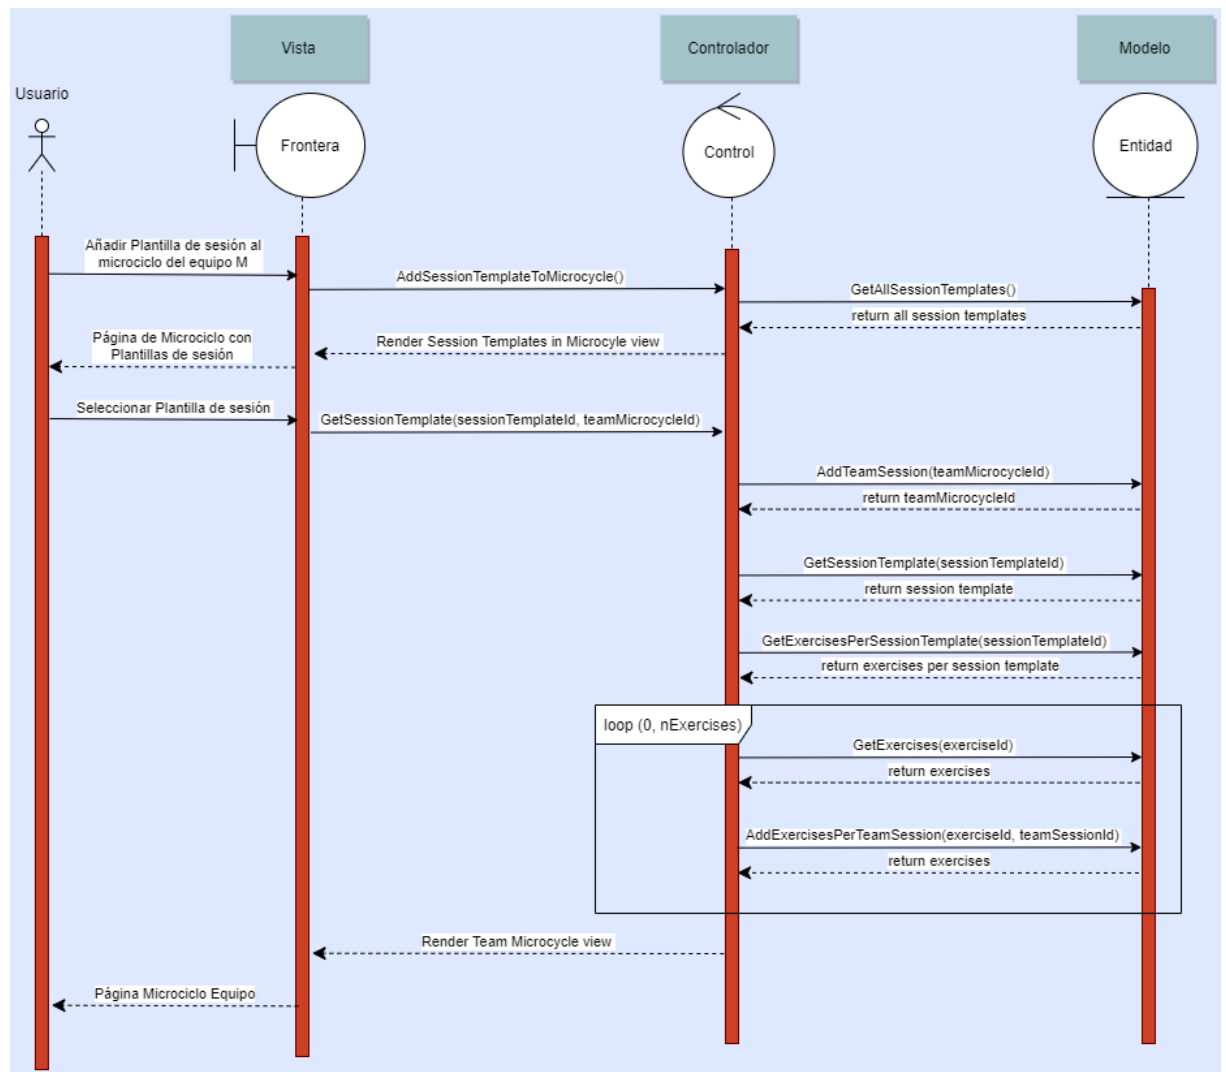 Vista
Controlador
Modelo
Usuario
Frontera
Control
Entidad
Añadir Plantilla de sesión al
microciclo del equipo M
AddSessionTemplateToMicrocycle()
GetAllSessionTemplates()
return all session templates
Render Session Templates in Microcyle view
Página de Microciclo con
Plantillas de sesión
Seleccionar Plantilla de sesión
GetSessionTemplate(sessionTemplateId, teamMicrocycleId)
AddTeamSession(teamMicrocycleId)
return teamMicrocycleId
GetSessionTemplate(sessionTemplateId)
return session template
GetExercisesPerSessionTemplate(sessionTemplateId)
return exercises per session template
loop (0, nExercises)
GetExercises(exerciseId)
return exercises
AddExercisesPerTeamSession(exerciseId, teamSessionId)
return exercises
Render Team Microcycle view
Página Microciclo Equipo